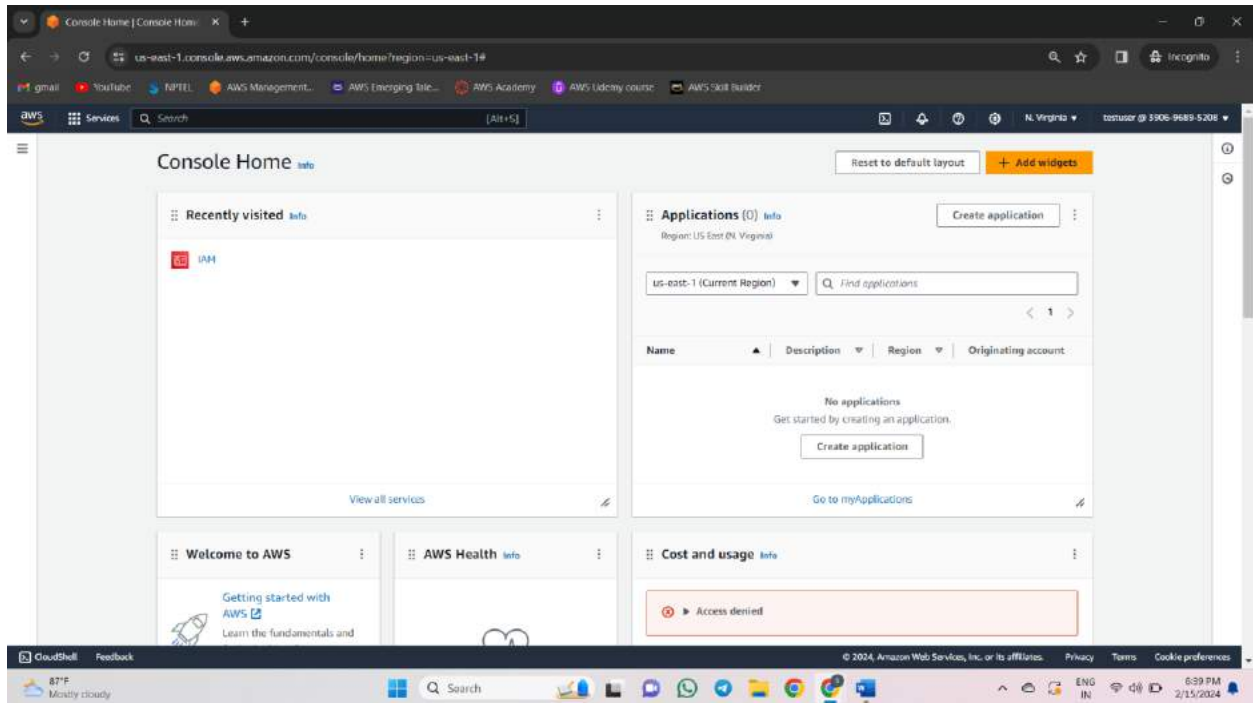 Console Home | Console Home
us-east-1.console.aws.amazon.com/console/home?region=us-east-1#
Incognito
gmail YouTube NPTEL AWS Management... AWS Emerging Tale... AWS Academy AWS Udemy course AWS Skill Builder
aws Services Search [Alt+S] N. Virginia testuser @ 3906-9689-5208
Console Home Info
Reset to default layout + Add widgets
Recently visited Info
IAM
View all services
Applications (0) Info
Create application
Region: US East (N. Virginia)
us-east-1 (Current Region) Find applications
1
Name Description Region Originating account
No applications
Get started by creating an application.
Create application
Go to myApplications
Welcome to AWS
Getting started with
AWS
Learn the fundamentals and
AWS Health Info
Cost and usage Info
Access denied
CloudShell Feedback © 2024, Amazon Web Services, Inc. or its affiliates. Privacy Terms Cookie preferences
87°F
Mostly cloudy
Search
ENG
IN
6:39 PM
2/15/2024